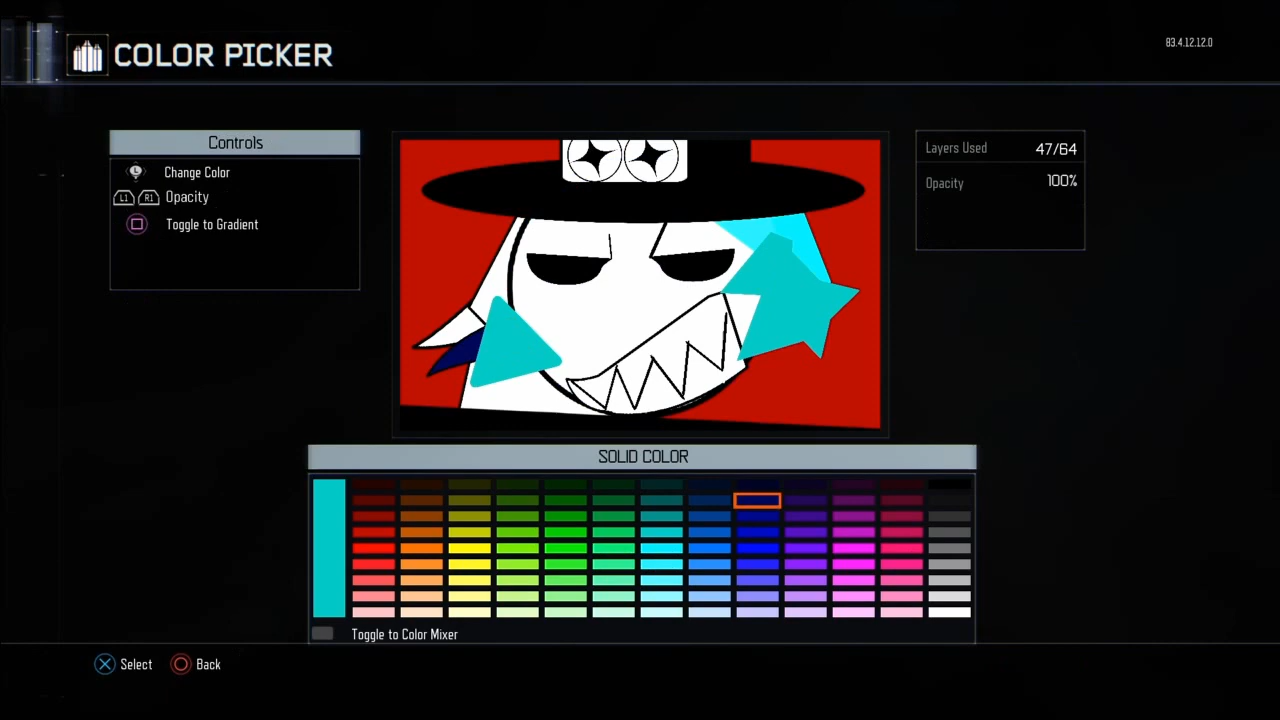 COLOR PICKER
83.4.12.12.0
Controls
L Change Color
L1 R1 Opacity
Toggle to Gradient
Layers Used 47/64
Opacity 100%
SOLID COLOR
Toggle to Color Mixer
Select Back